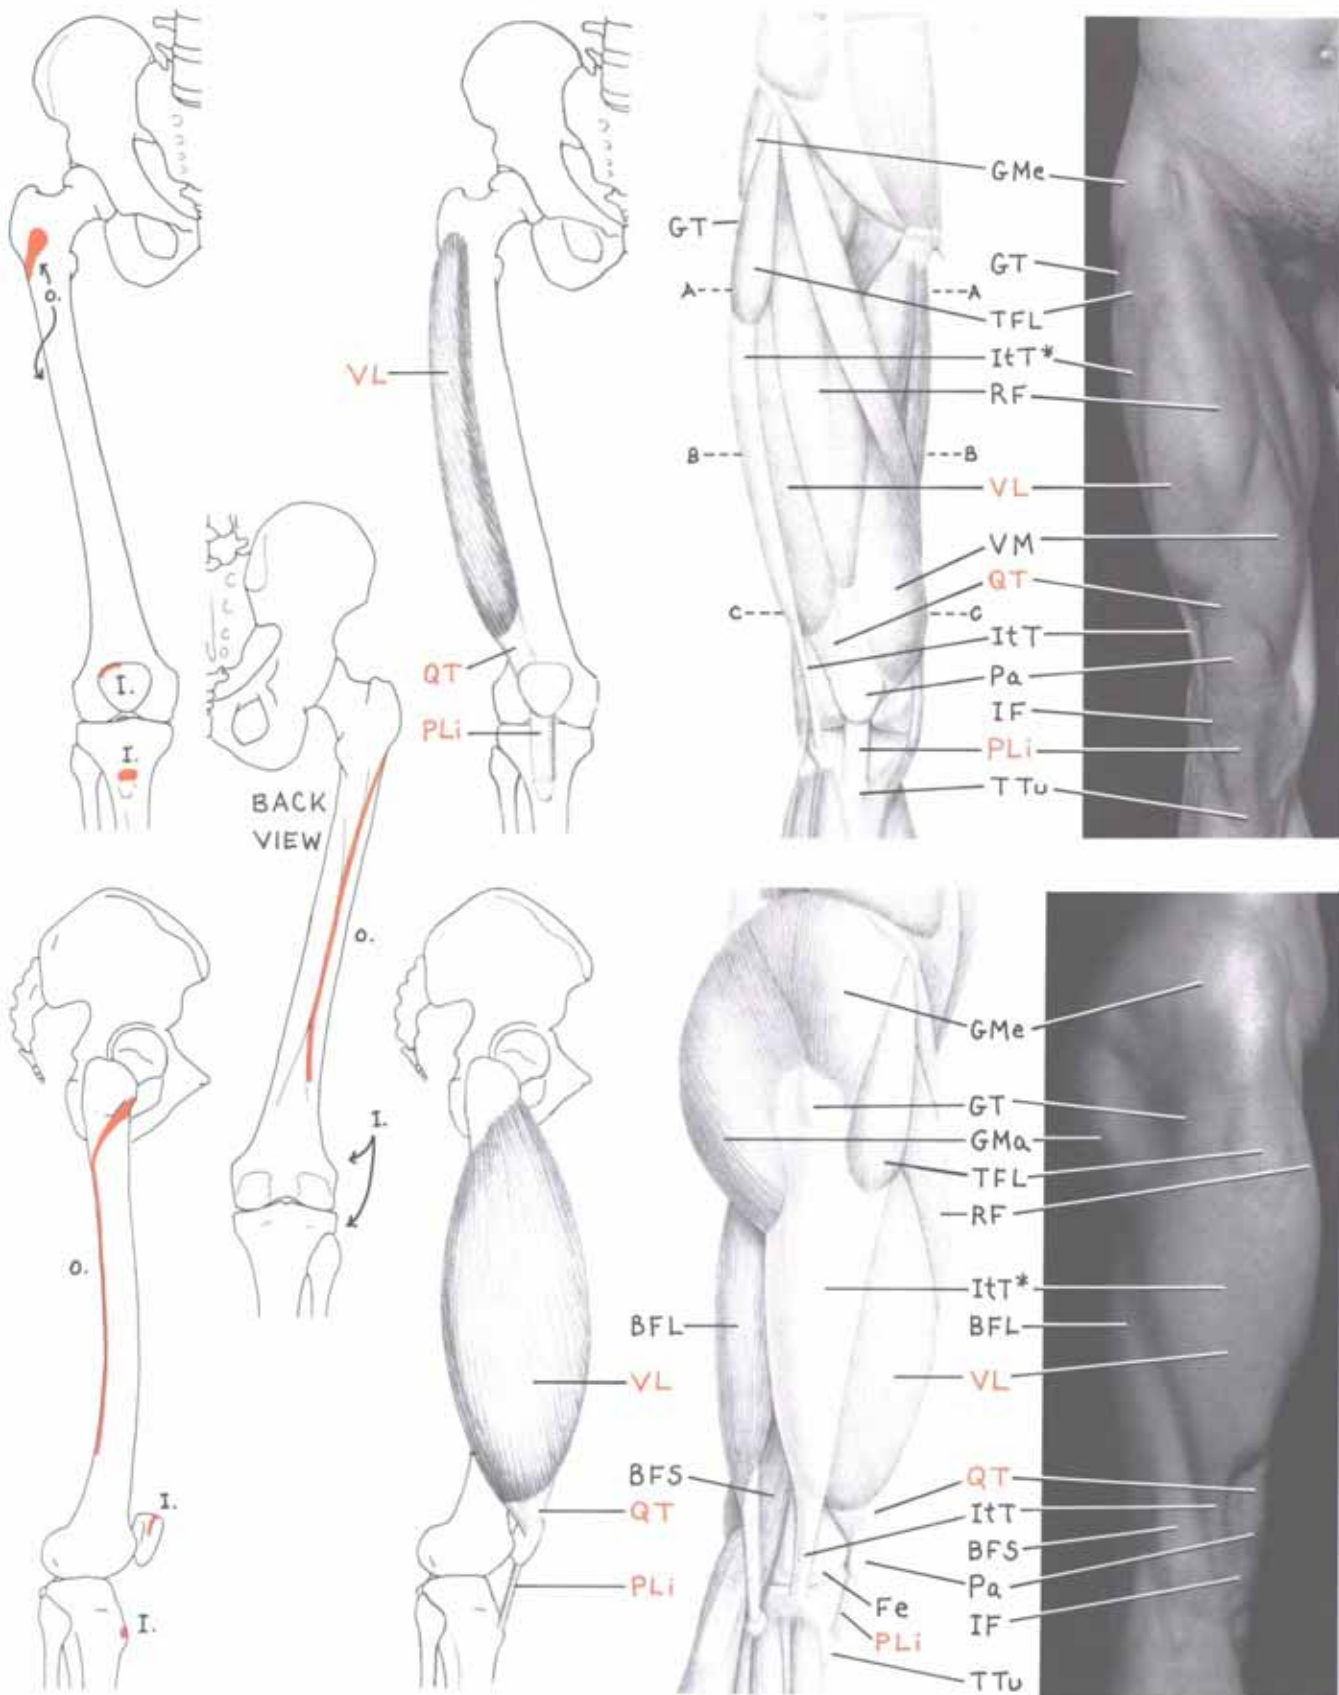 O.
I.
I.
VL
QT
PLi
GT
A
A
B
B
C
C
GMe
GT
TFL
ItT*
RF
VL
VM
QT
ItT
Pa
IF
PLi
TTu
BACK
VIEW
O.
I.
O.
I.
I.
VL
QT
PLi
BFL
BFS
GMe
GT
GMa
TFL
RF
ItT*
BFL
VL
QT
ItT
BFS
Pa
Fe
IF
PLi
TTu